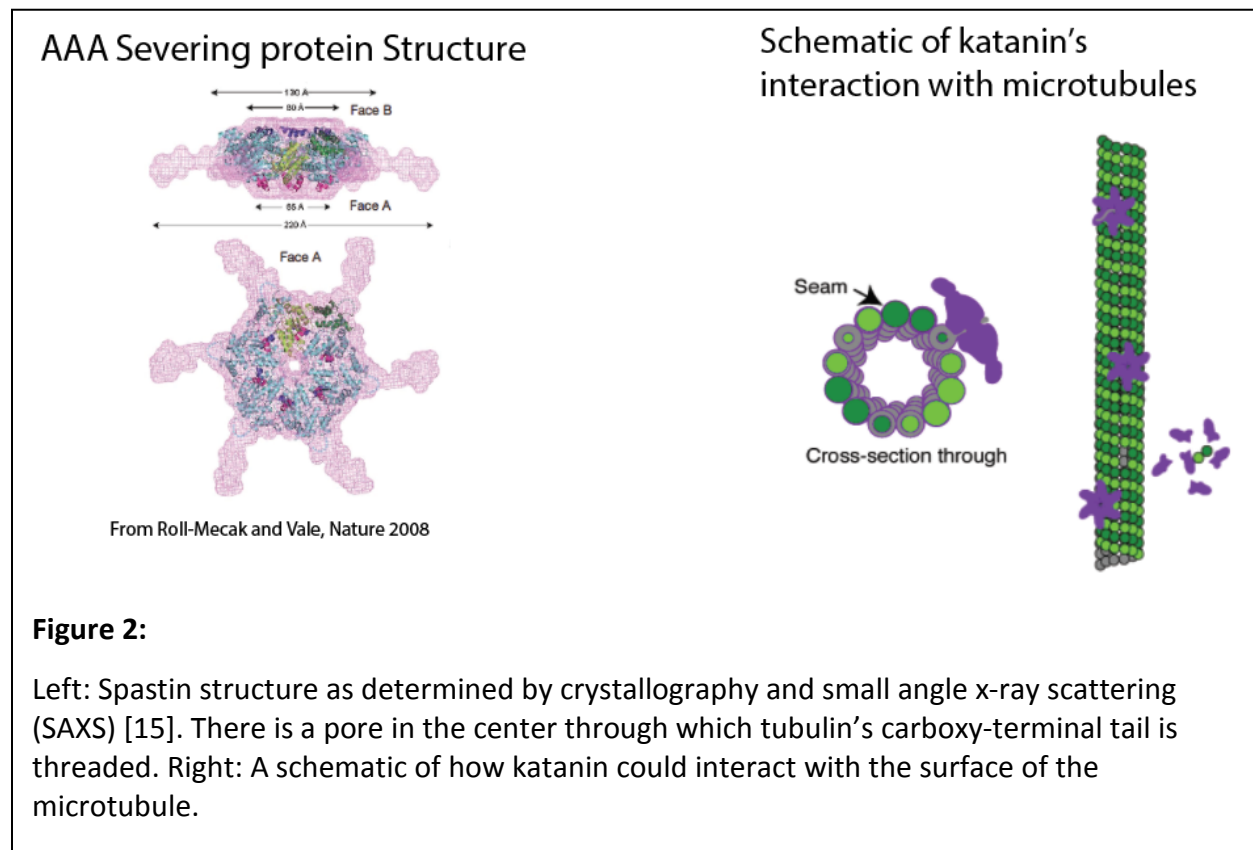 AAA Severing protein Structure
130 Å
80 Å
Face B
65 Å
Face A
220 Å
Face A
From Roll-Mecak and Vale, Nature 2008
Schematic of katanin's
interaction with microtubules
Seam
Cross-section through
Figure 2:
Left: Spastin structure as determined by crystallography and small angle x-ray scattering
(SAXS) [15]. There is a pore in the center through which tubulin's carboxy-terminal tail is
threaded. Right: A schematic of how katanin could interact with the surface of the
microtubule.